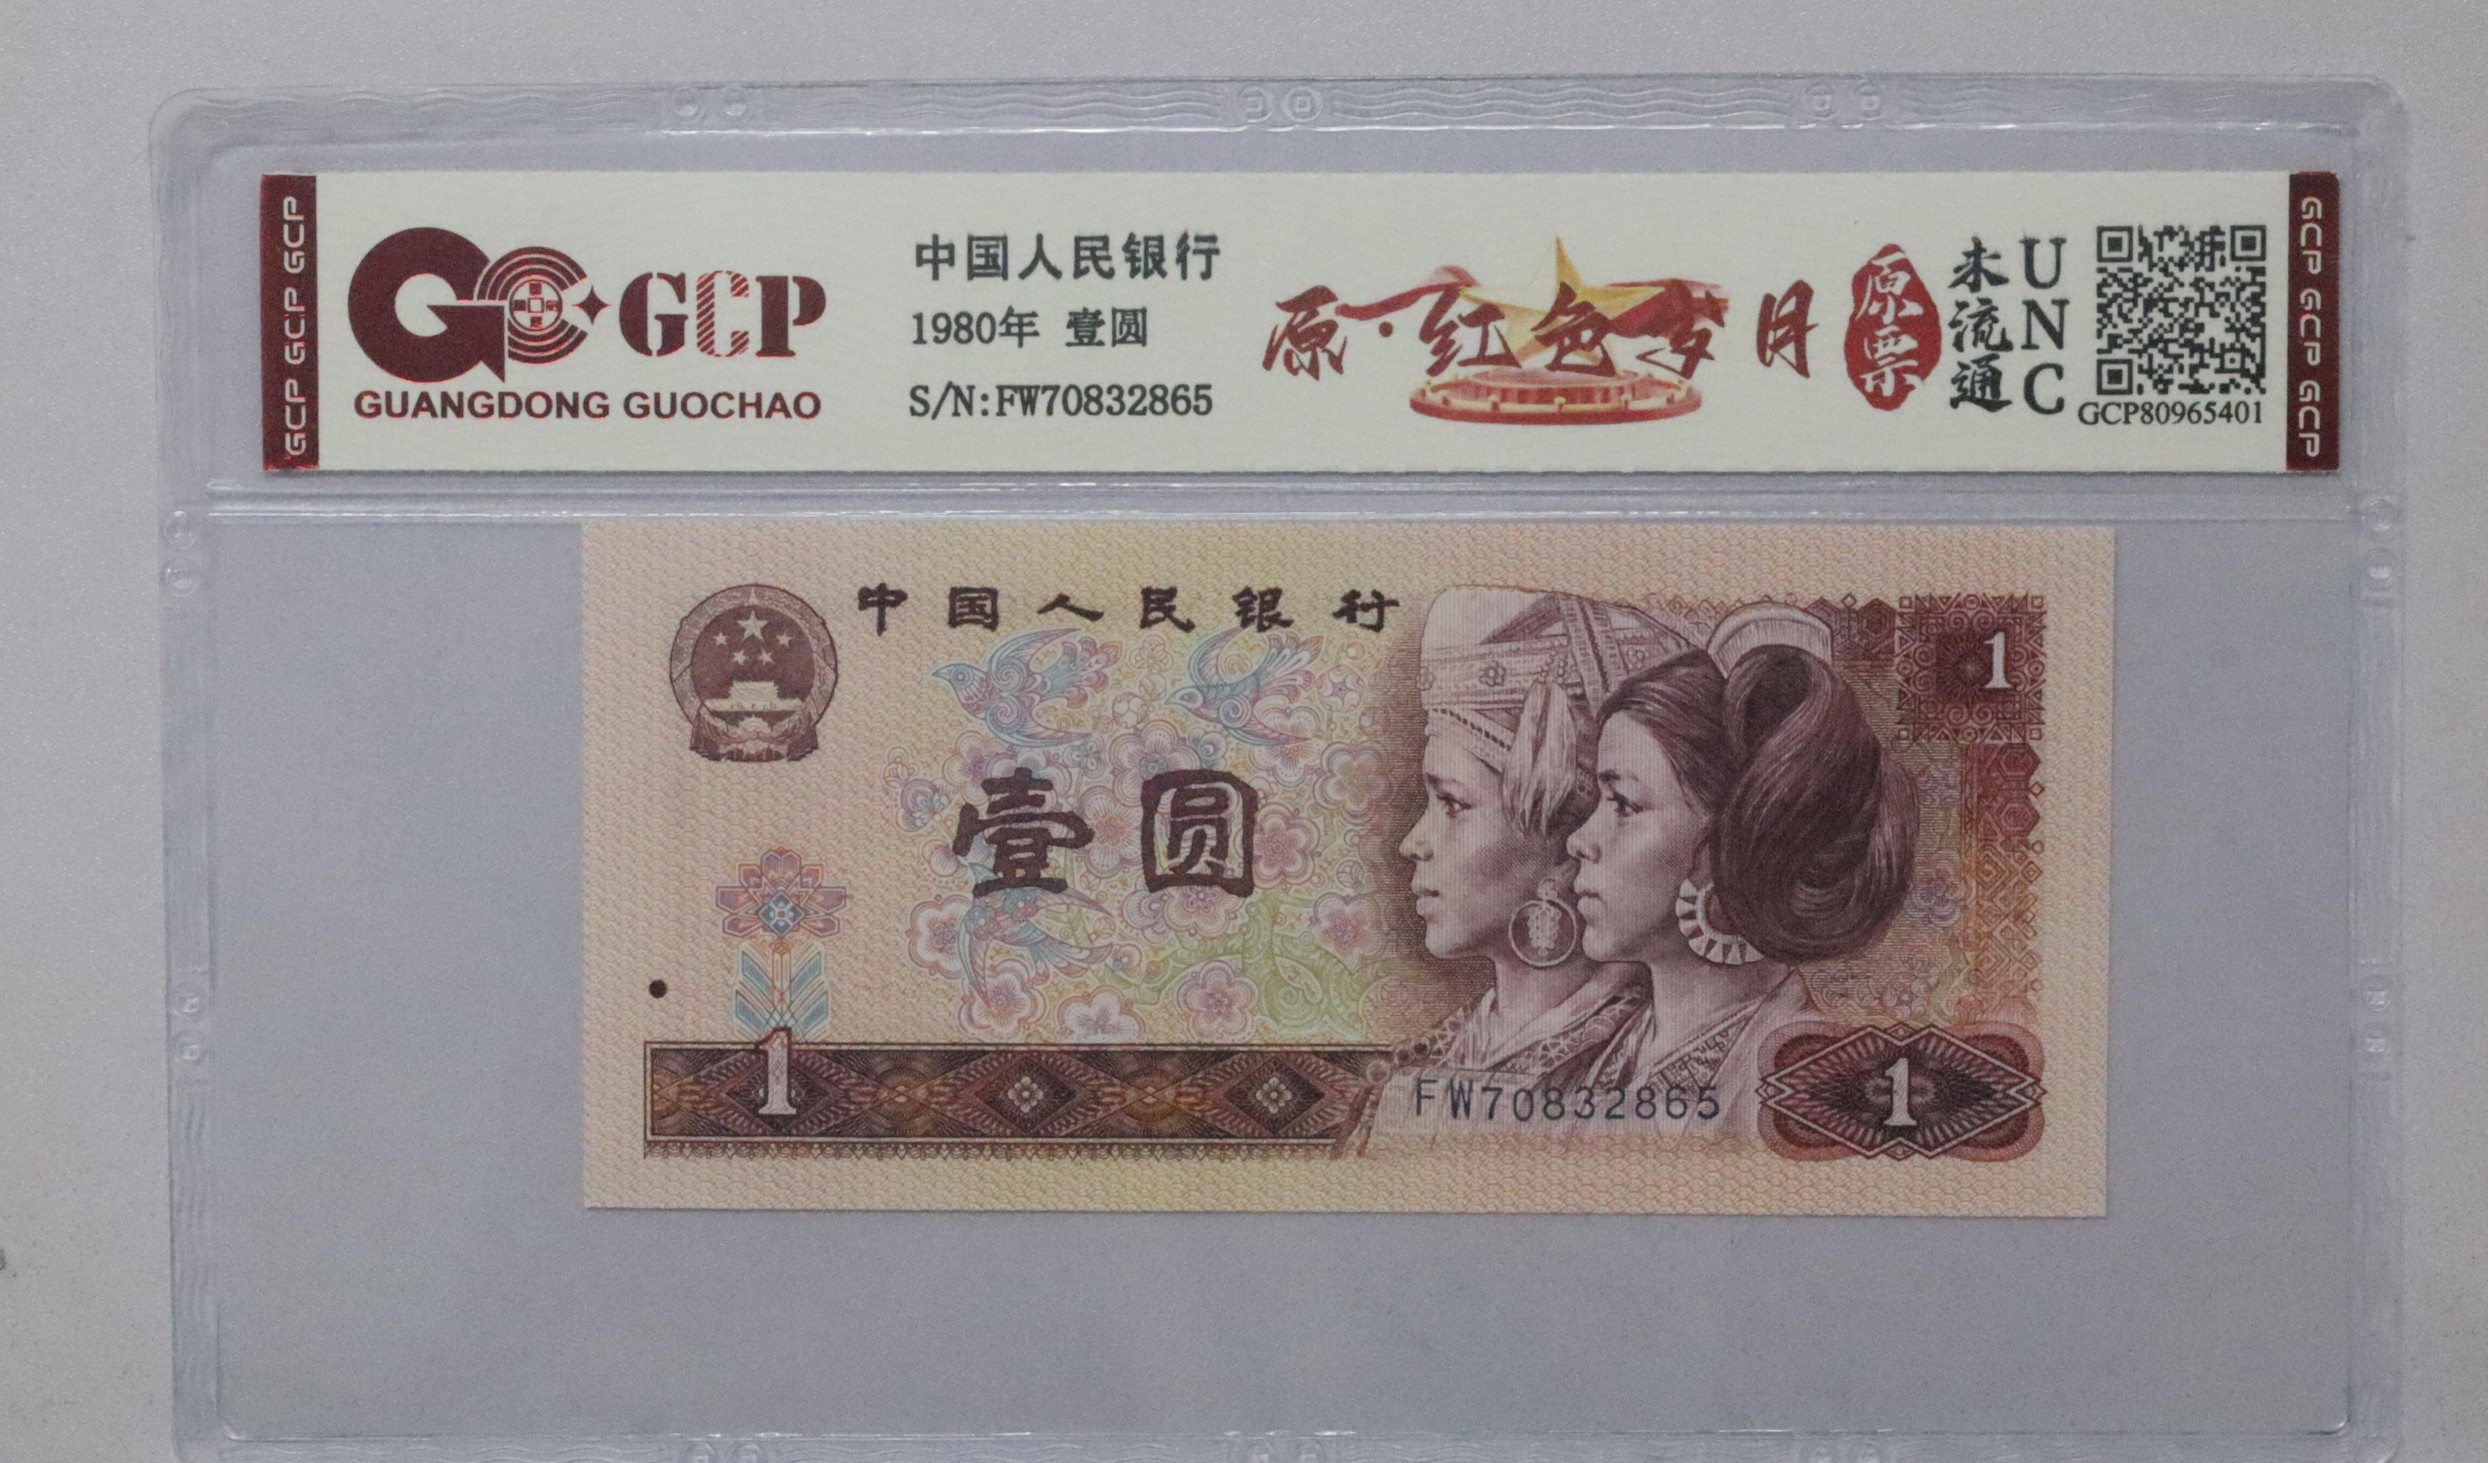 GCP GCP GCP
GCP
GUANGDONG GUOCHAO
中国人民银行
1980年 壹圆
S/N:FW70832865
原·红色岁月
原票
未流通
UNC
GCP80965401
GCP GCP GCP
中国人民银行
1
壹圆
1
FW70832865
1